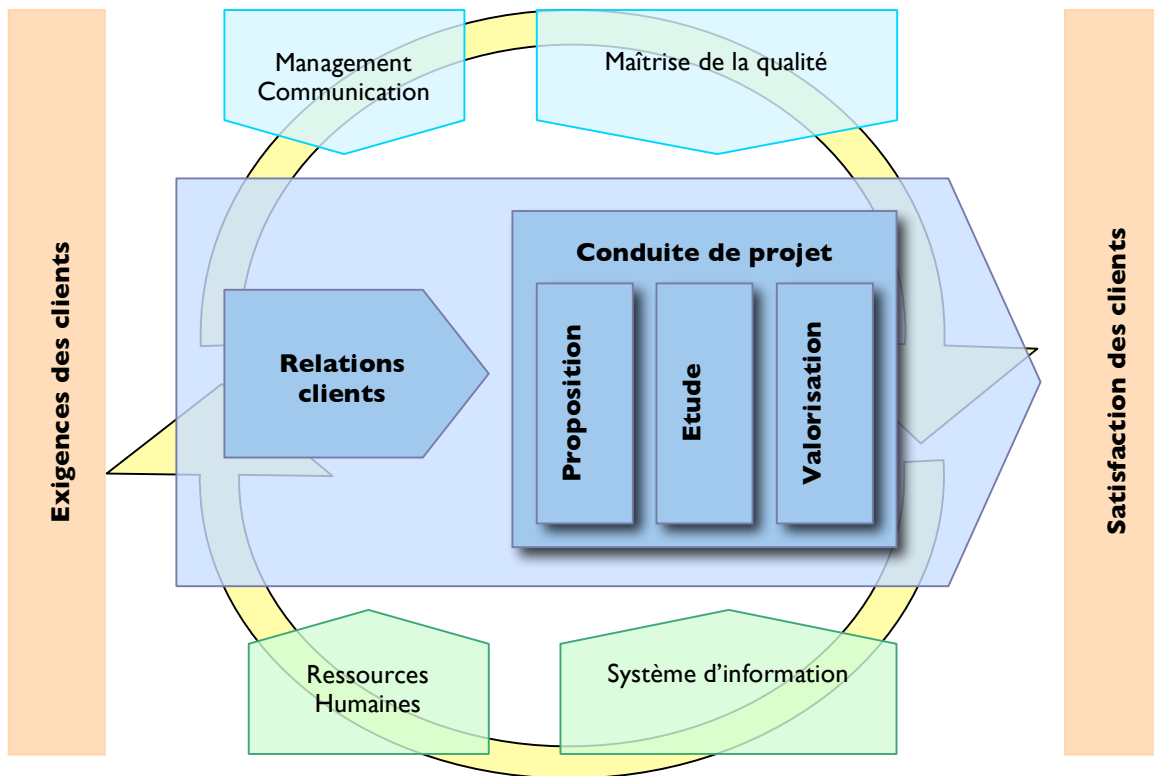 Exigences des clients
Management
Communication
Maîtrise de la qualité
Relations
clients
Conduite de projet
Proposition
Etude
Valorisation
Ressources
Humaines
Système d’information
Satisfaction des clients